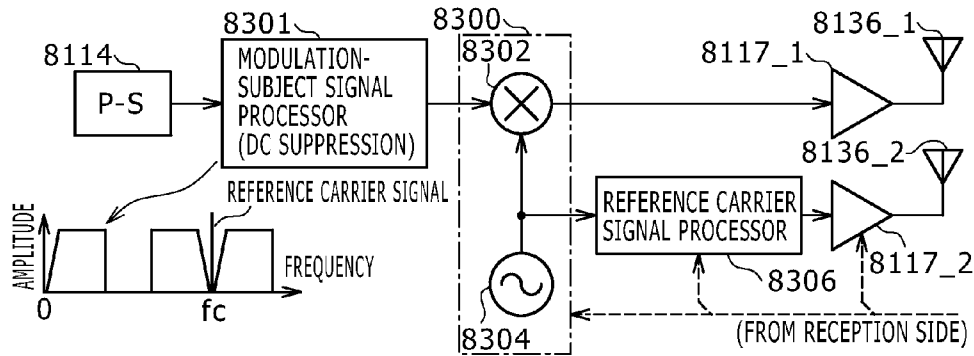 8114
P-S
8301
MODULATION-
SUBJECT SIGNAL
PROCESSOR
(DC SUPPRESSION)
8300
8302
8117_1
8136_1
8136_2
REFERENCE CARRIER SIGNAL
AMPLITUDE
FREQUENCY
0
fc
8304
REFERENCE CARRIER
SIGNAL PROCESSOR
8306
8117_2
(FROM RECEPTION SIDE)